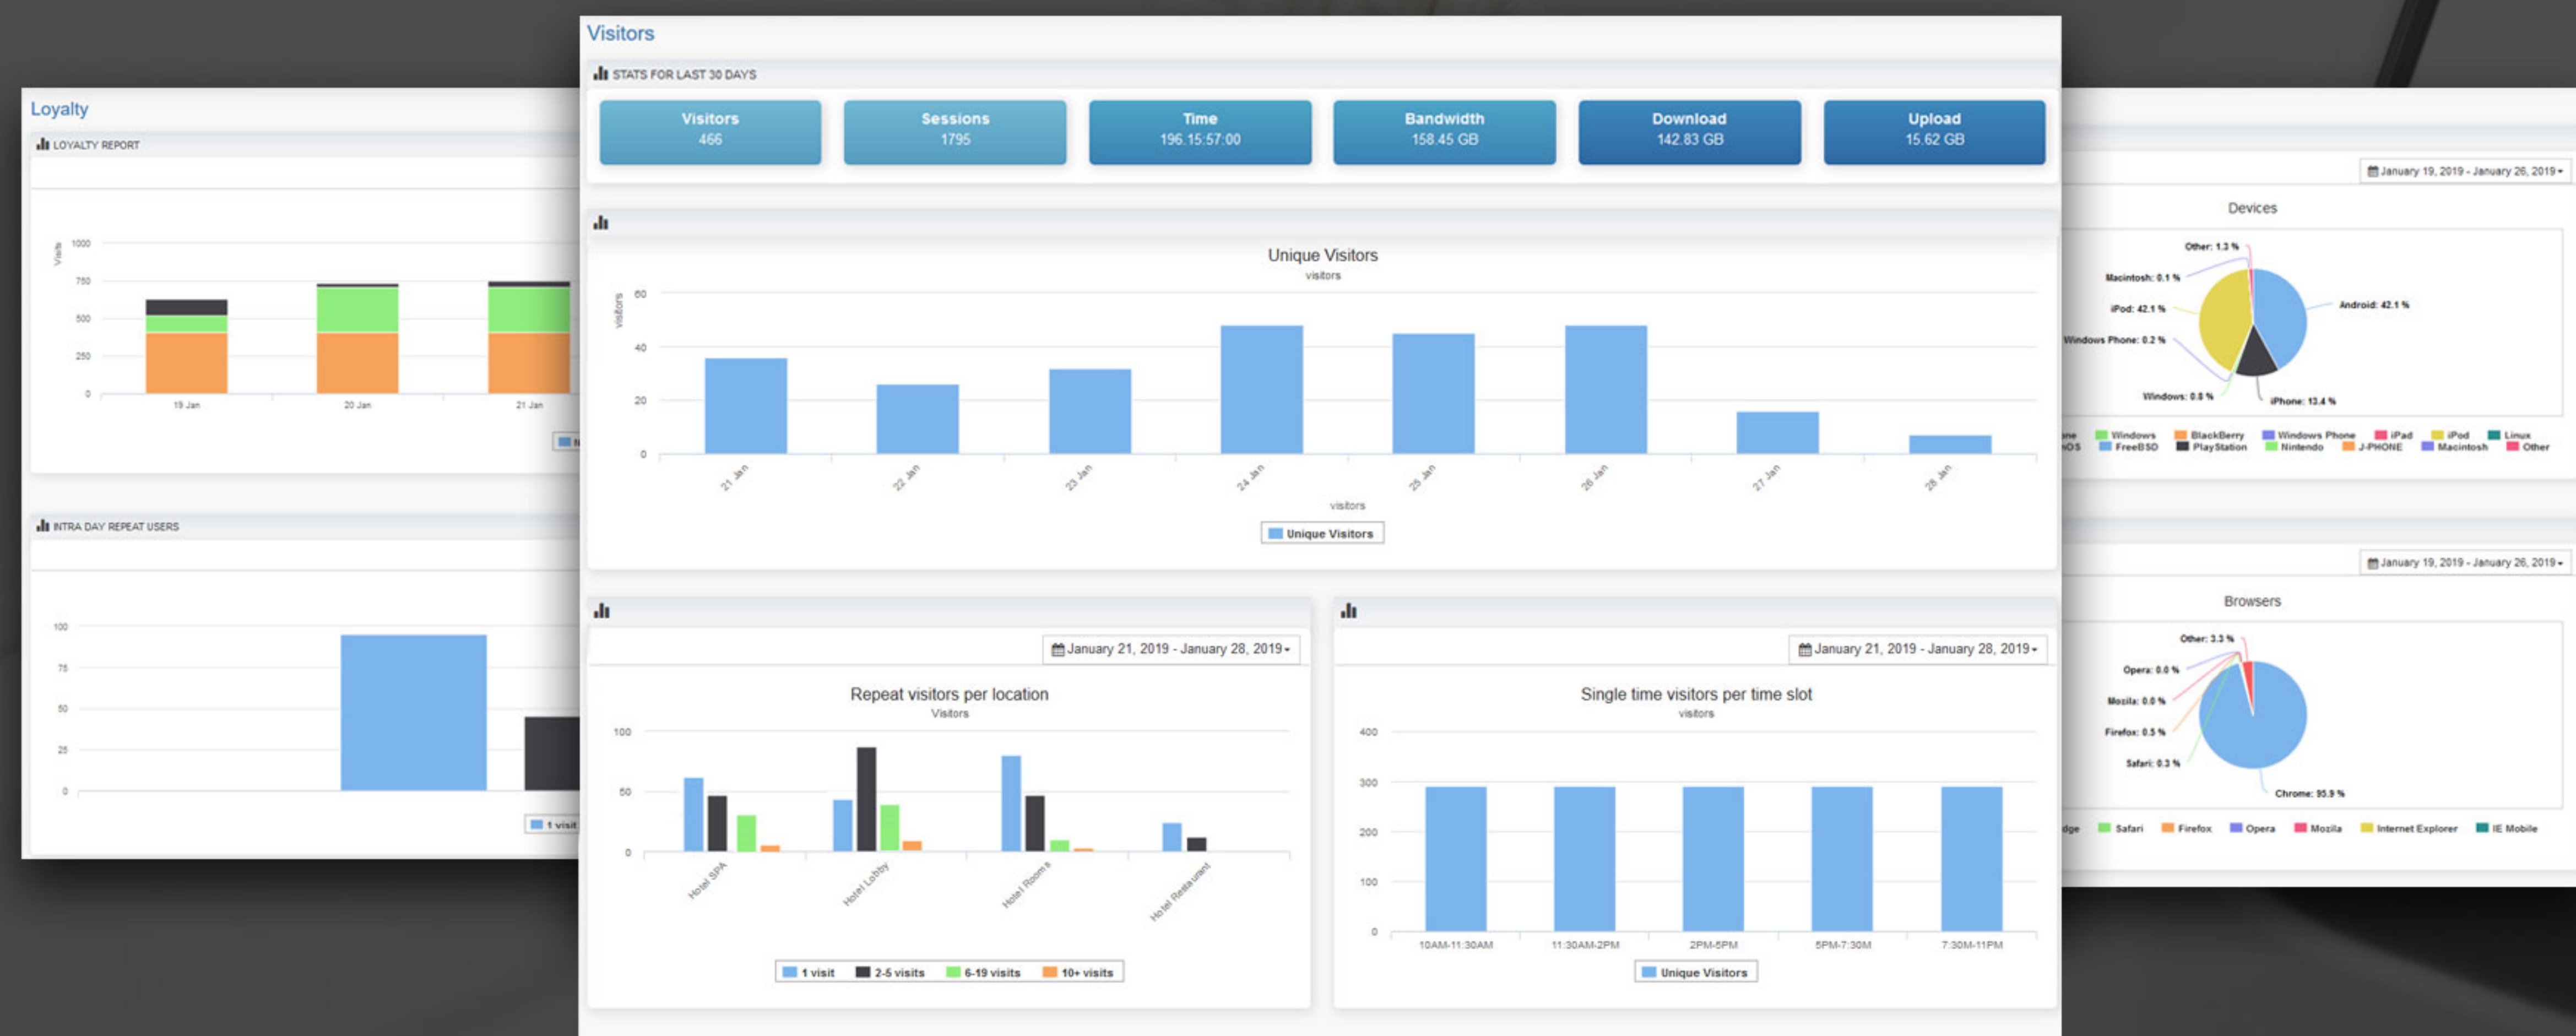 Loyalty
LOYALTY REPORT
Visits
1000
750
500
250
0
19 Jan
20 Jan
21 Jan
INTRA DAY REPEAT USERS
100
75
50
25
0
1 visit
Visitors
STATS FOR LAST 30 DAYS
Visitors
466
Sessions
1795
Time
196.15:57:00
Bandwidth
158.45 GB
Download
142.83 GB
Upload
15.62 GB
Unique Visitors
visitors
visitors
60
40
20
0
21 Jan
22 Jan
23 Jan
24 Jan
25 Jan
26 Jan
27 Jan
28 Jan
visitors
Unique Visitors
January 21, 2019 - January 28, 2019
Repeat visitors per location
Visitors
100
50
0
Hotel SPA
Hotel Lobby
Hotel Rooms
Hotel Restaurant
1 visit 2-5 visits 6-19 visits 10+ visits
January 21, 2019 - January 28, 2019
Single time visitors per time slot
visitors
400
300
200
100
0
10AM-11:30AM
11:30AM-2PM
2PM-5PM
5PM-7:30M
7:30M-11PM
Unique Visitors
January 19, 2019 - January 26, 2019
Devices
Other: 1.3 %
Macintosh: 0.1 %
iPod: 42.1 %
Android: 42.1 %
Windows Phone: 0.2 %
Windows: 0.8 %
iPhone: 13.4 %
Windows BlackBerry Windows Phone iPad iPod Linux
FreeBSD PlayStation Nintendo J-PHONE Macintosh Other
January 19, 2019 - January 26, 2019
Browsers
Other: 3.3 %
Opera: 0.0 %
Mozila: 0.0 %
Firefox: 0.5 %
Safari: 0.3 %
Chrome: 95.9 %
Safari Firefox Opera Mozila Internet Explorer IE Mobile